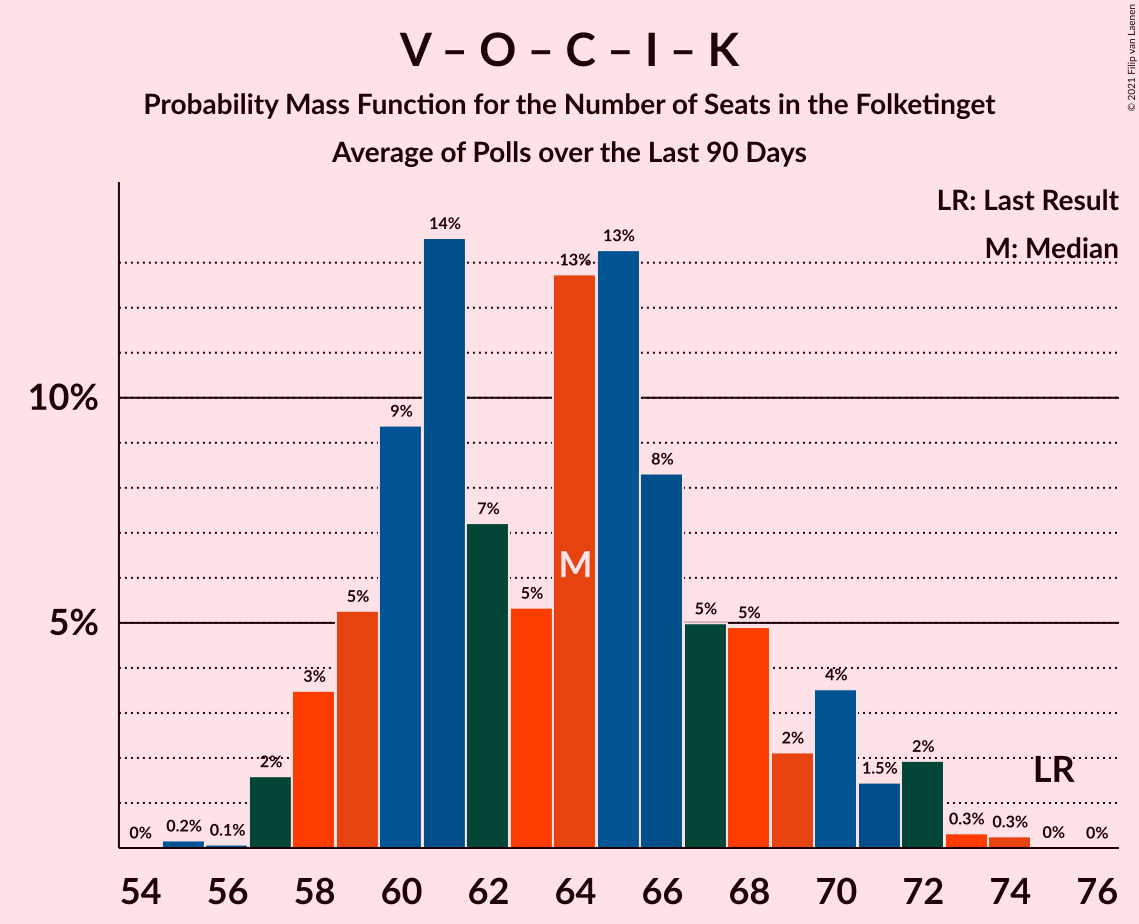 V – O – C – I – K
Probability Mass Function for the Number of Seats in the Folketinget
Average of Polls over the Last 90 Days
© 2021 Filip van Laenen
LR: Last Result
M: Median
10%
5%
0%
0.2%
0.1%
2%
3%
5%
9%
14%
7%
5%
13%
13%
8%
5%
5%
2%
4%
1.5%
2%
0.3%
0.3%
0%
0%
M
LR
54 56 58 60 62 64 66 68 70 72 74 76